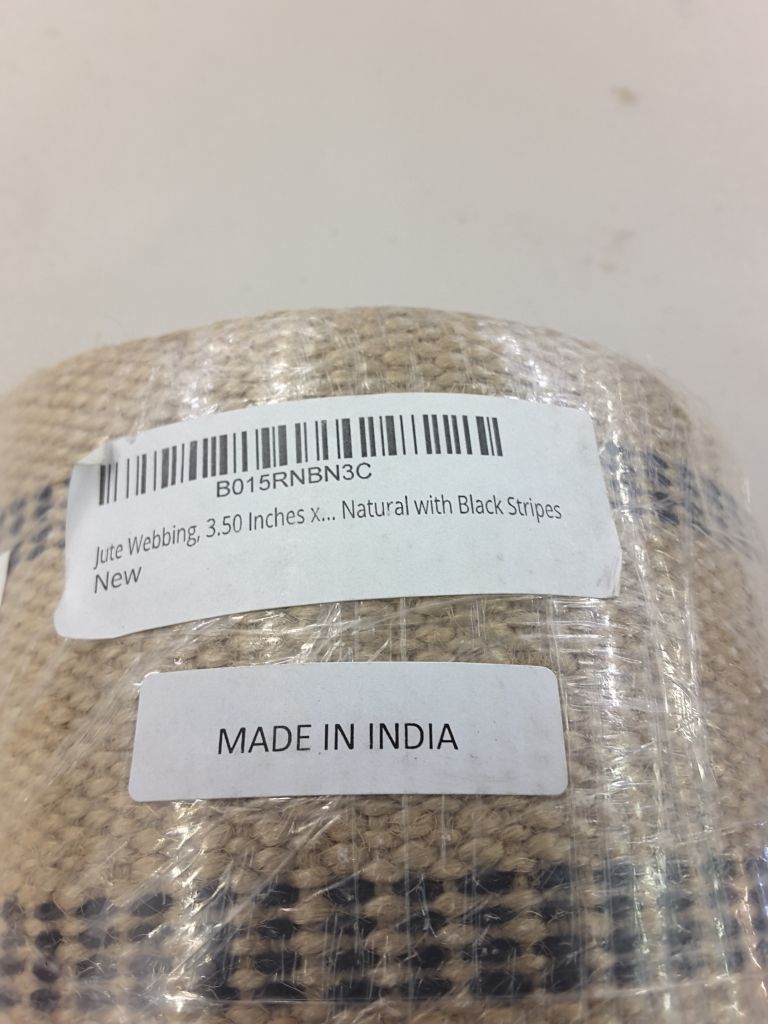 B015RNBN3C
Jute Webbing, 3.50 Inches x... Natural with Black Stripes
New
MADE IN INDIA